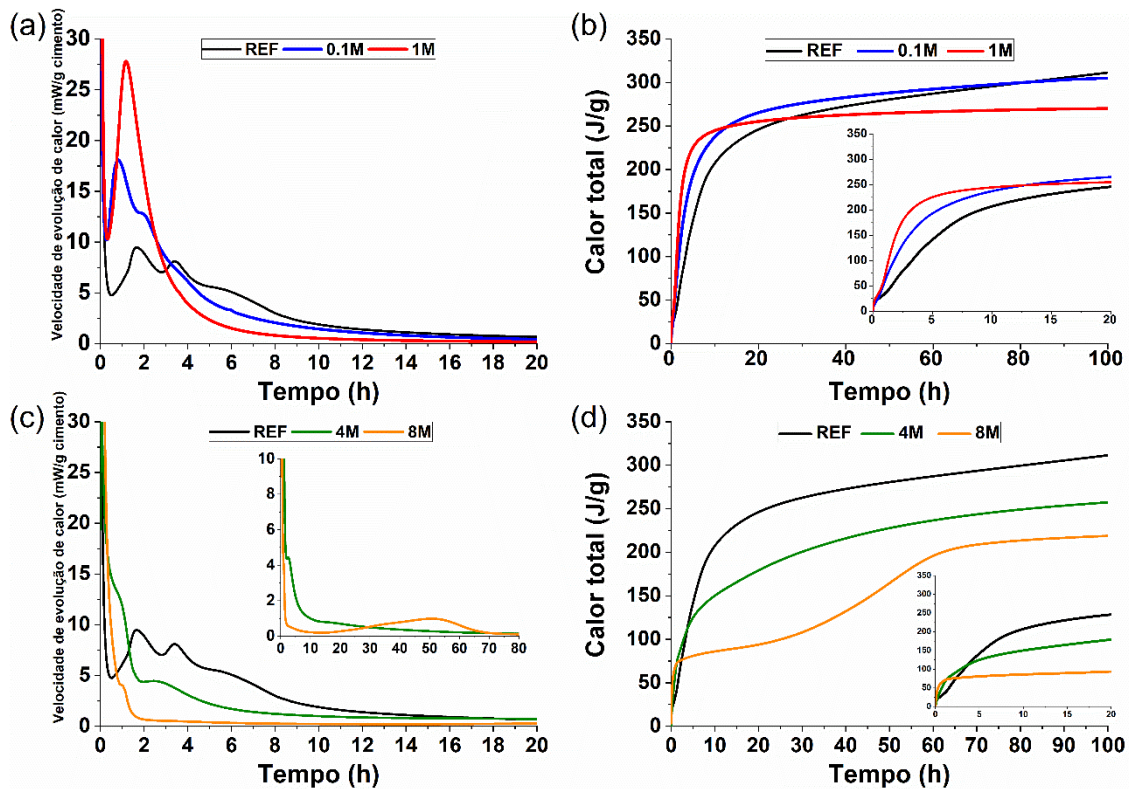 (a)
REF 0.1M 1M
Velocidade de evolução de calor (mW/g cimento)
30
25
20
15
10
5
0
0 2 4 6 8 10 12 14 16 18 20
Tempo (h)
(b)
REF 0.1M 1M
Calor total (J/g)
350
300
250
200
150
100
50
0
0 20 40 60 80 100
Tempo (h)
350
300
250
200
150
100
50
0
0 5 10 15 20
(c)
REF 4M 8M
Velocidade de evolução de calor (mW/g cimento)
30
25
20
15
10
5
0
0 2 4 6 8 10 12 14 16 18 20
Tempo (h)
10
8
6
4
2
0
0 10 20 30 40 50 60 70 80
(d)
REF 4M 8M
Calor total (J/g)
350
300
250
200
150
100
50
0
0 10 20 30 40 50 60 70 80 90 100
Tempo (h)
350
300
250
200
150
100
50
0
0 5 10 15 20